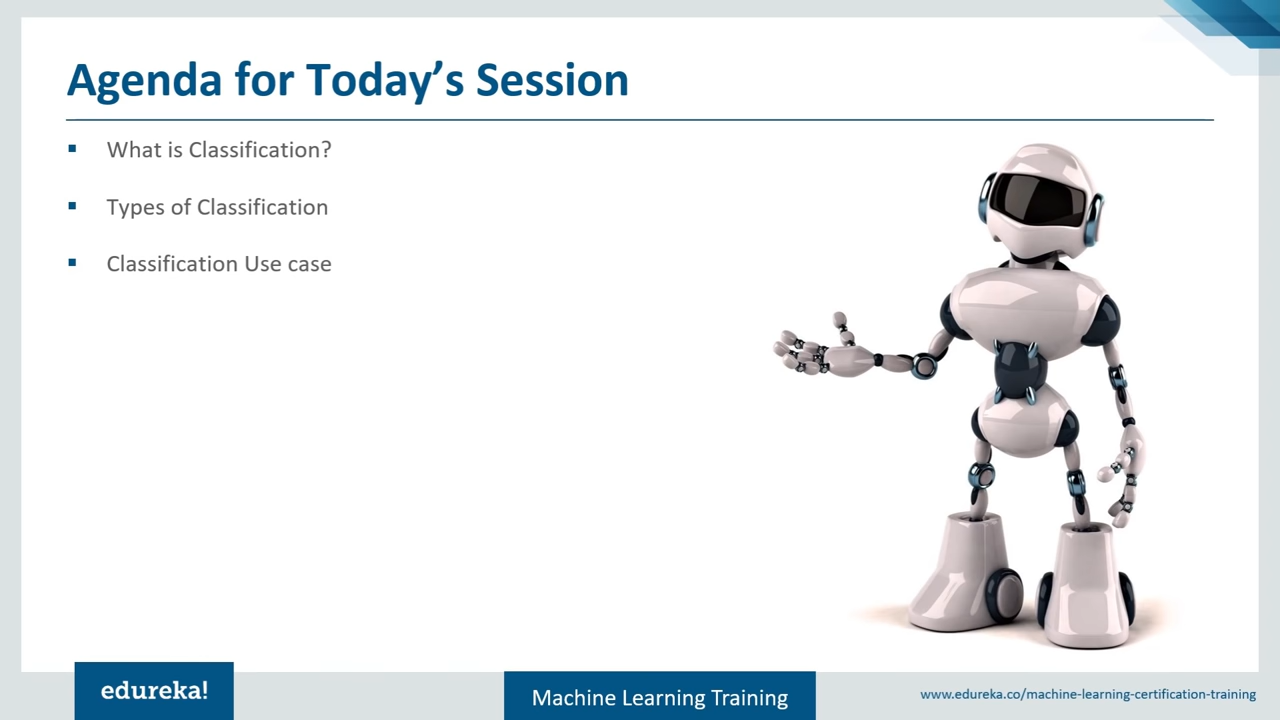 Agenda for Today’s Session
What is Classification?
Types of Classification
Classification Use case
edureka!
Machine Learning Training
www.edureka.co/machine-learning-certification-training